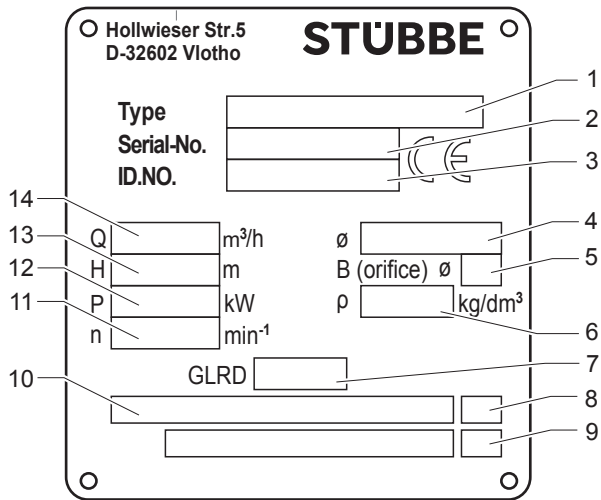 Hollwieser Str.5
D-32602 Vlotho
STÜBBE
Type
1
Serial-No.
2
CE
ID.NO.
3
14
Q
m³/h
ø
4
13
H
m
B (orifice) ø
5
12
P
kW
ρ
kg/dm³
6
11
n
min⁻¹
GLRD
7
10
8
9